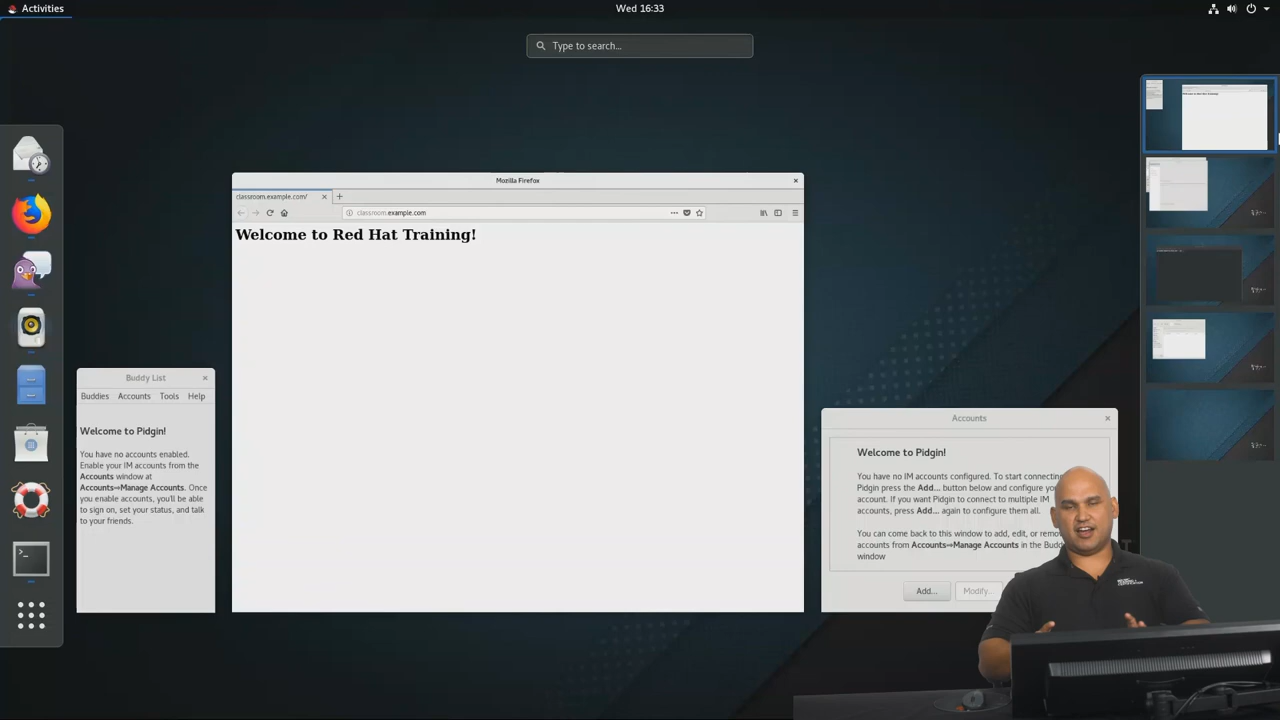 Activities
Wed 16:33
Type to search...
Mozilla Firefox
classroom.example.com/
classroom.example.com
Welcome to Red Hat Training!
Buddy List
Buddies Accounts Tools Help
Welcome to Pidgin!
You have no accounts enabled.
Enable your IM accounts from the
Accounts window at
Accounts⇨Manage Accounts. Once
you enable accounts, you'll be able
to sign on, set your status, and talk
to your friends.
Accounts
Welcome to Pidgin!
You have no IM accounts configured. To start connecting
Pidgin press the Add... button below and configure
account. If you want Pidgin to connect to multiple IM
accounts, press Add... again to configure them all.
You can come back to this window to add, edit, or
accounts from Accounts⇨Manage Accounts in the
window
Add...
Modify...